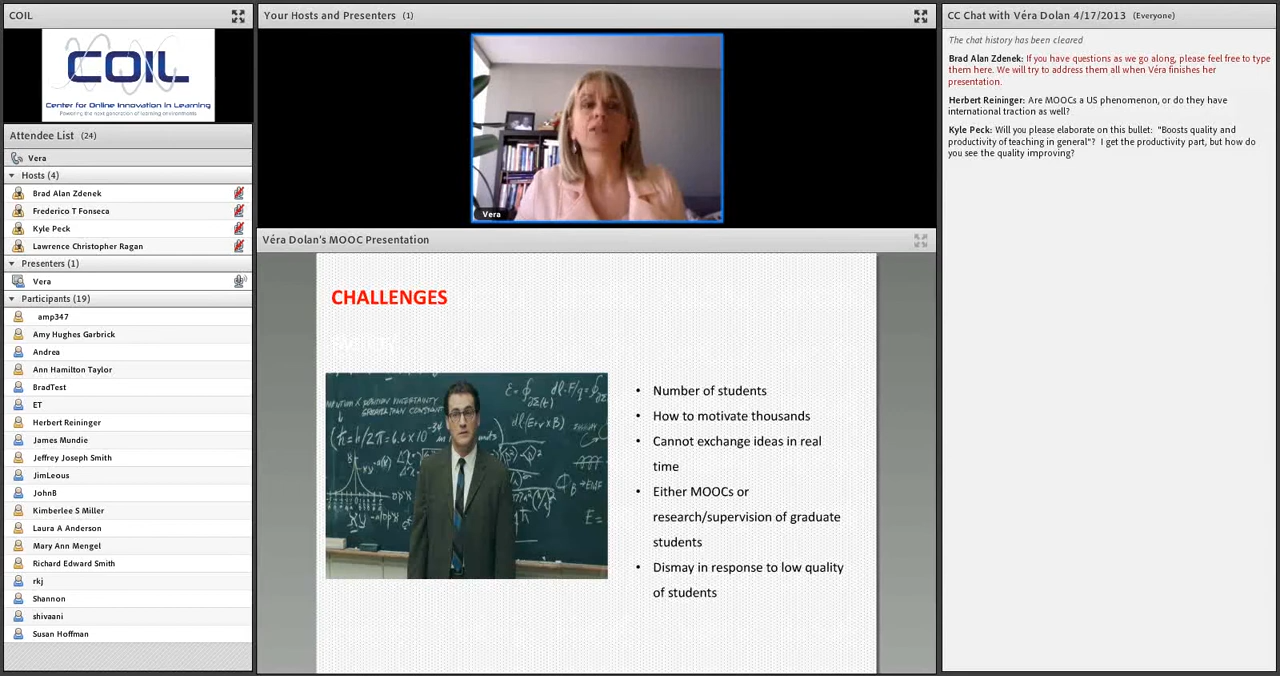 COIL
COIL
Center for Online Innovation in Learning
Powering the next generation of learning environments
Attendee List (24)
Vera
Hosts (4)
Brad Alan Zdenek
Frederico T Fonseca
Kyle Peck
Lawrence Christopher Ragan
Presenters (1)
Vera
Participants (19)
amp347
Amy Hughes Garbrick
Andrea
Ann Hamilton Taylor
BradTest
ET
Herbert Reininger
James Mundie
Jeffrey Joseph Smith
JimLeous
JohnB
Kimberlee S Miller
Laura A Anderson
Mary Ann Mengel
Richard Edward Smith
rkj
Shannon
shivaani
Susan Hoffman
Your Hosts and Presenters (1)
Vera
Véra Dolan's MOOC Presentation
CHALLENGES
FACULTY
• Number of students
• How to motivate thousands
• Cannot exchange ideas in real
time
• Either MOOCs or
research/supervision of graduate
students
• Dismay in response to low quality
of students
CC Chat with Véra Dolan 4/17/2013 (Everyone)
The chat history has been cleared
Brad Alan Zdenek: If you have questions as we go along, please feel free to type
them here. We will try to address them all when Véra finishes her
presentation.
Herbert Reininger: Are MOOCs a US phenomenon, or do they have
international traction as well?
Kyle Peck: Will you please elaborate on this bullet: "Boosts quality and
productivity of teaching in general"? I get the productivity part, but how do
you see the quality improving?